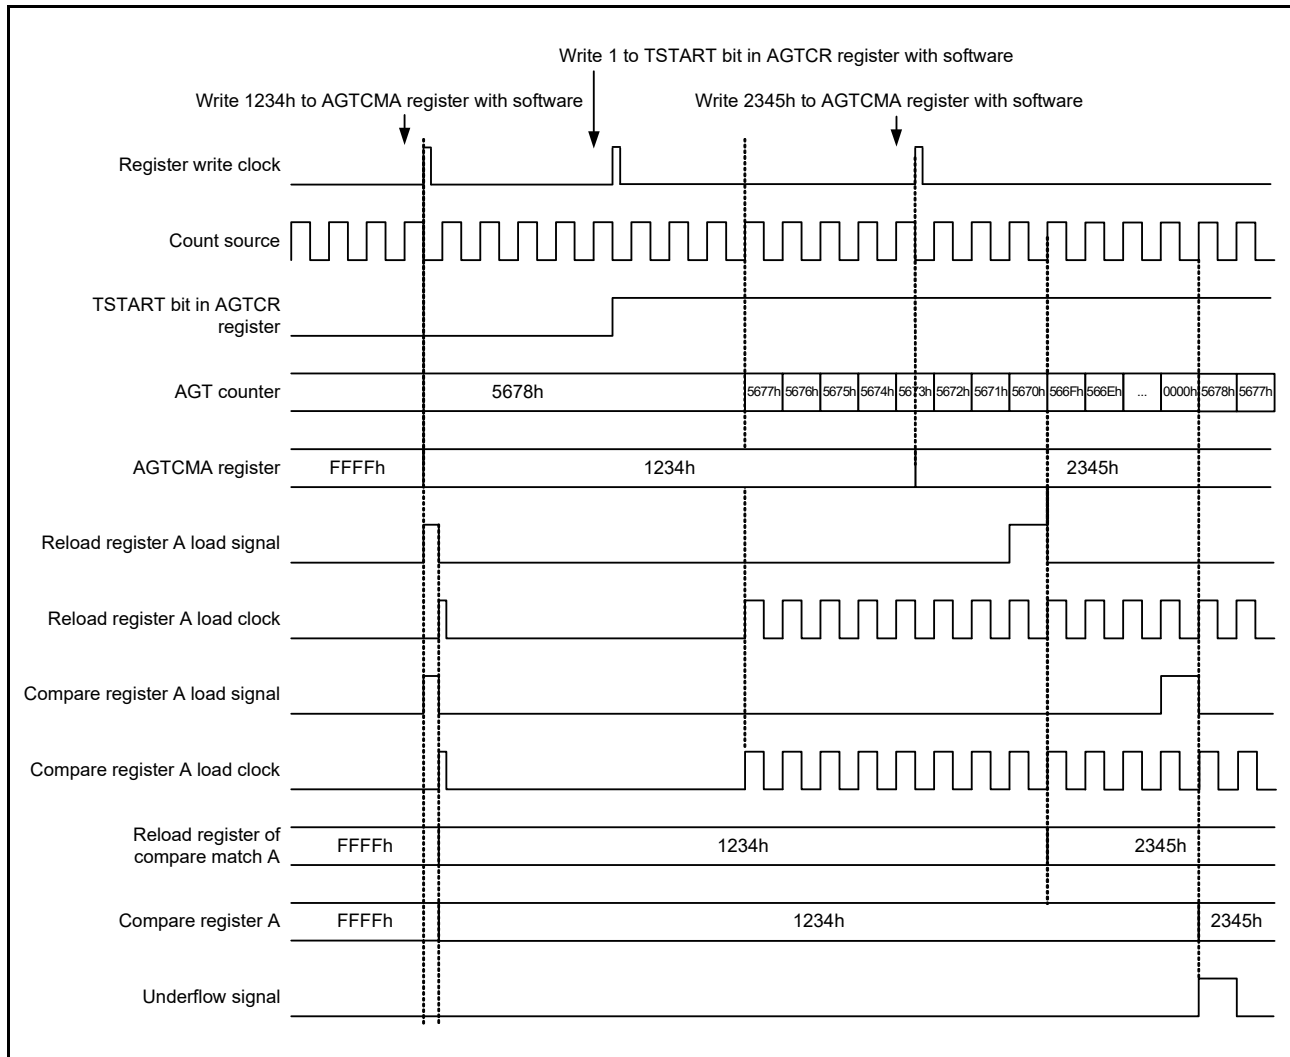 Write 1 to TSTART bit in AGTCR register with software
Write 1234h to AGTCMA register with software
Write 2345h to AGTCMA register with software
Register write clock
Count source
TSTART bit in AGTCR
register
AGT counter
5678h
5677h 5676h 5675h 5674h 5673h 5672h 5671h 5670h 566Fh 566Eh ... 0000h 5678h 5677h
AGTCMA register
FFFFh
1234h
2345h
Reload register A load signal
Reload register A load clock
Compare register A load signal
Compare register A load clock
Reload register of
compare match A
FFFFh
1234h
2345h
Compare register A
FFFFh
1234h
2345h
Underflow signal